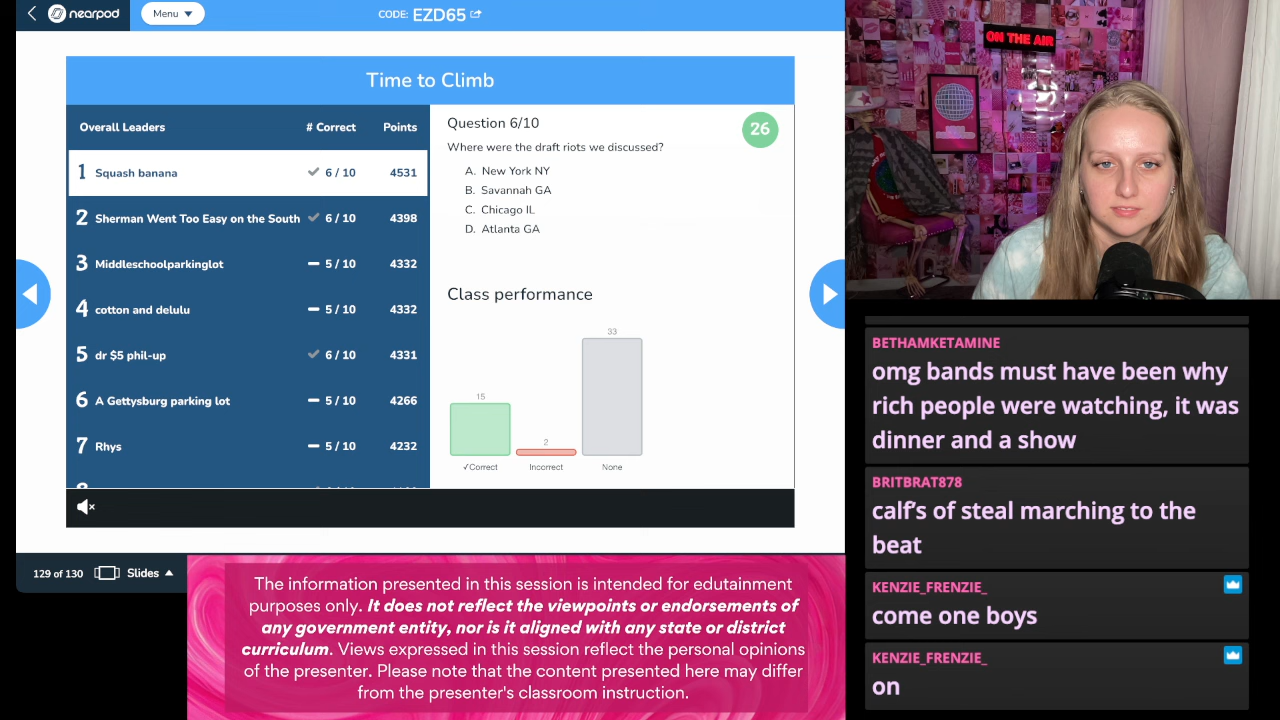 nearpod
Menu
CODE: EZD65
Time to Climb
Overall Leaders # Correct Points
1 Squash banana 6 / 10 4531
2 Sherman Went Too Easy on the South 6 / 10 4398
3 Middleschoolparkinglot 5 / 10 4332
4 cotton and delulu 5 / 10 4332
5 dr $5 phil-up 6 / 10 4331
6 A Gettysburg parking lot 5 / 10 4266
7 Rhys 5 / 10 4232
Question 6/10
26
Where were the draft riots we discussed?
A. New York NY
B. Savannah GA
C. Chicago IL
D. Atlanta GA
Class performance
15
2
33
✓Correct
Incorrect
None
129 of 130
Slides
The information presented in this session is intended for edutainment
purposes only. It does not reflect the viewpoints or endorsements of
any government entity, nor is it aligned with any state or district
curriculum. Views expressed in this session reflect the personal opinions
of the presenter. Please note that the content presented here may differ
from the presenter's classroom instruction.
ON THE AIR
BETHAMKETAMINE
omg bands must have been why
rich people were watching, it was
dinner and a show
BRITBRAT878
calf's of steal marching to the
beat
KENZIE_FRENZIE_
come one boys
KENZIE_FRENZIE_
on